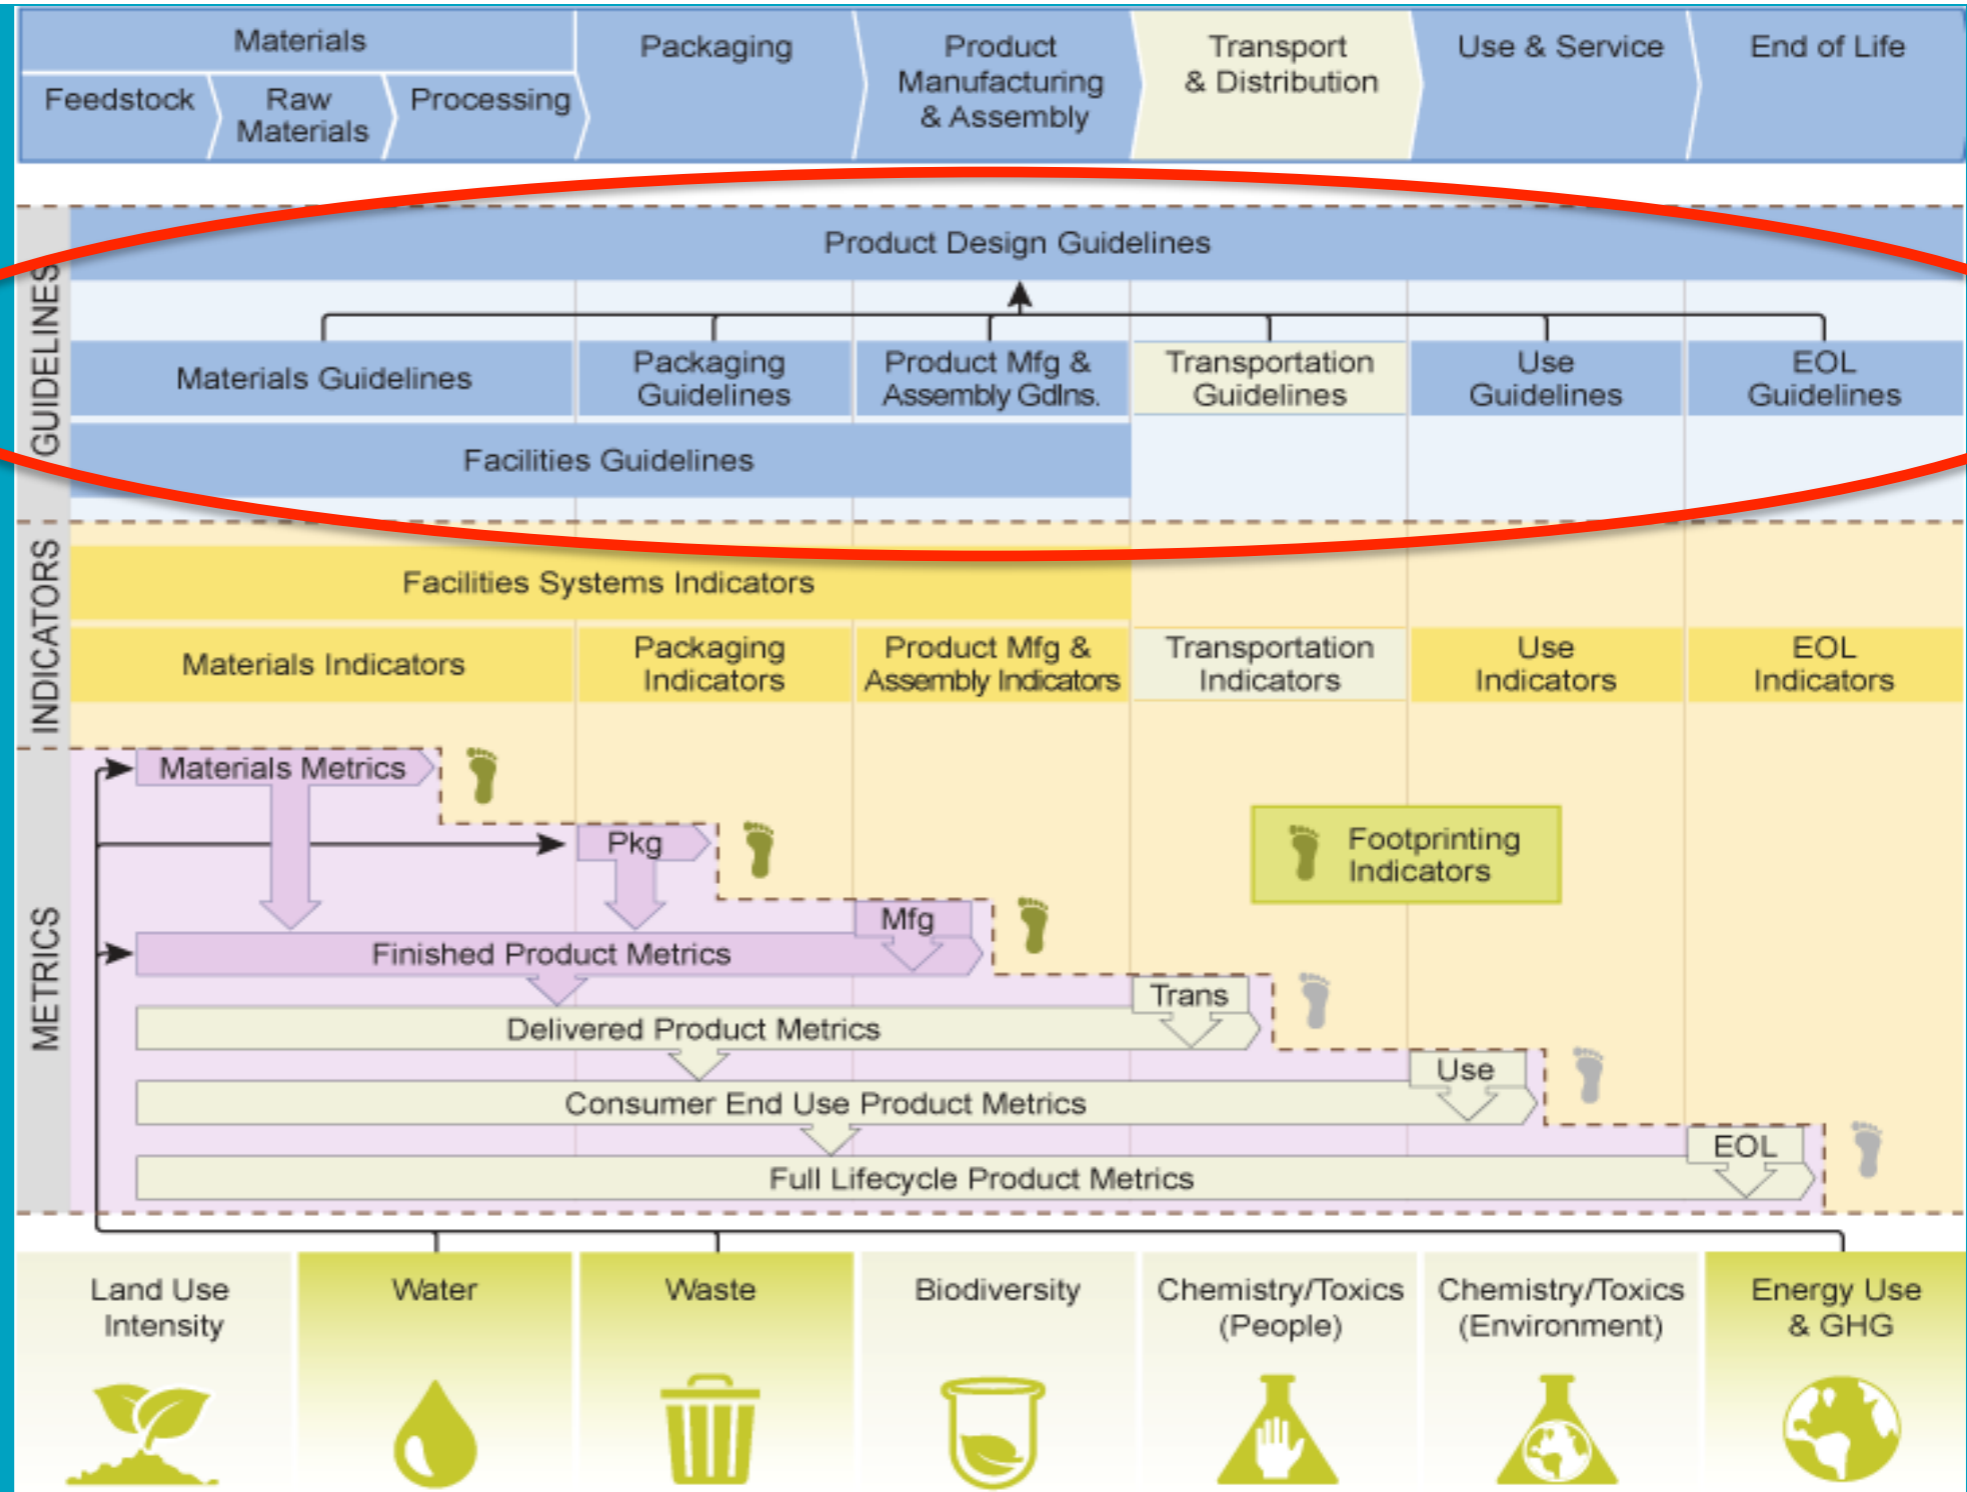 Materials
Feedstock
Raw
Materials
Processing
Packaging
Product
Manufacturing
& Assembly
Transport
& Distribution
Use & Service
End of Life
GUIDELINES
Product Design Guidelines
Materials Guidelines
Packaging
Guidelines
Product Mfg &
Assembly Gdlns.
Transportation
Guidelines
Use
Guidelines
EOL
Guidelines
Facilities Guidelines
INDICATORS
Facilities Systems Indicators
Materials Indicators
Packaging
Indicators
Product Mfg &
Assembly Indicators
Transportation
Indicators
Use
Indicators
EOL
Indicators
METRICS
Materials Metrics
Pkg
Footprinting
Indicators
Mfg
Finished Product Metrics
Trans
Delivered Product Metrics
Use
Consumer End Use Product Metrics
EOL
Full Lifecycle Product Metrics
Land Use
Intensity
Water
Waste
Biodiversity
Chemistry/Toxics
(People)
Chemistry/Toxics
(Environment)
Energy Use
& GHG